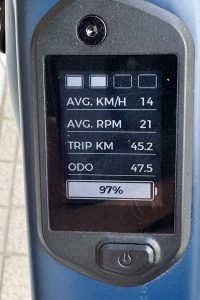 AVG. KM/H 14
AVG. RPM 21
TRIP KM 45.2
ODO 47.5
97%